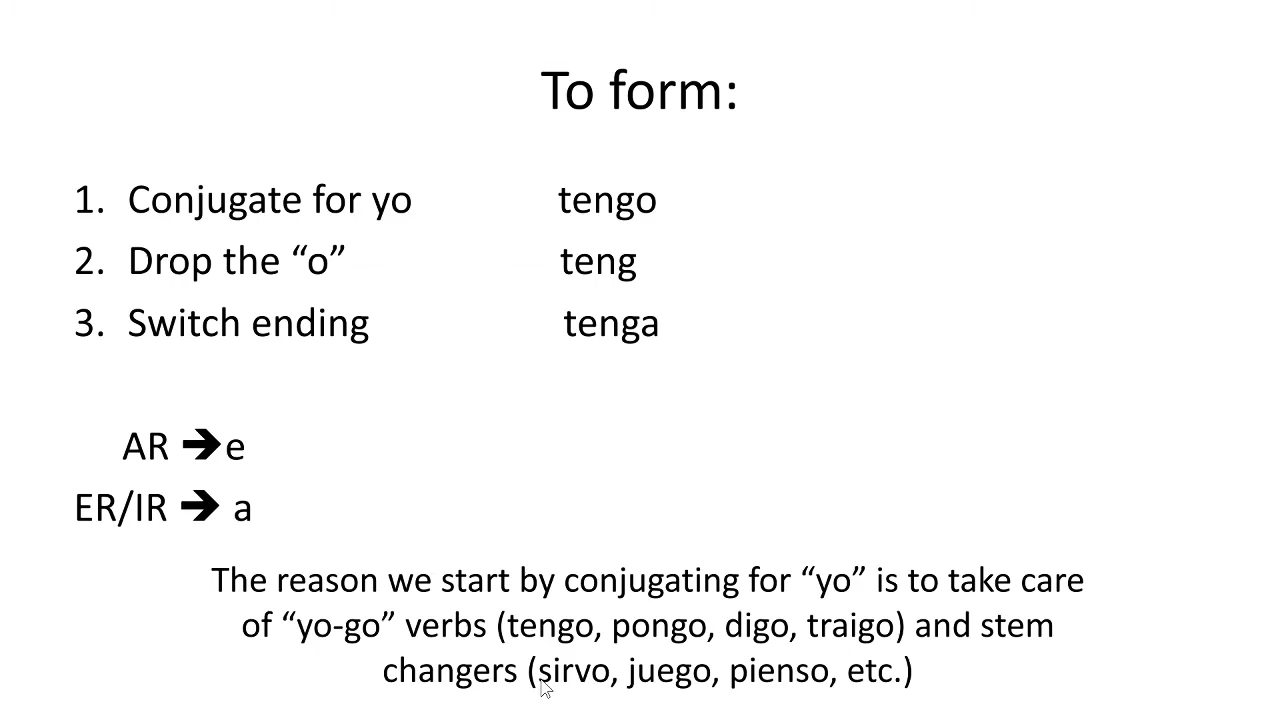 To form:
1. Conjugate for yo tengo
2. Drop the “o” teng
3. Switch ending tenga
AR ➔e
ER/IR ➔ a
The reason we start by conjugating for “yo” is to take care
of “yo-go” verbs (tengo, pongo, digo, traigo) and stem
changers (sirvo, juego, pienso, etc.)